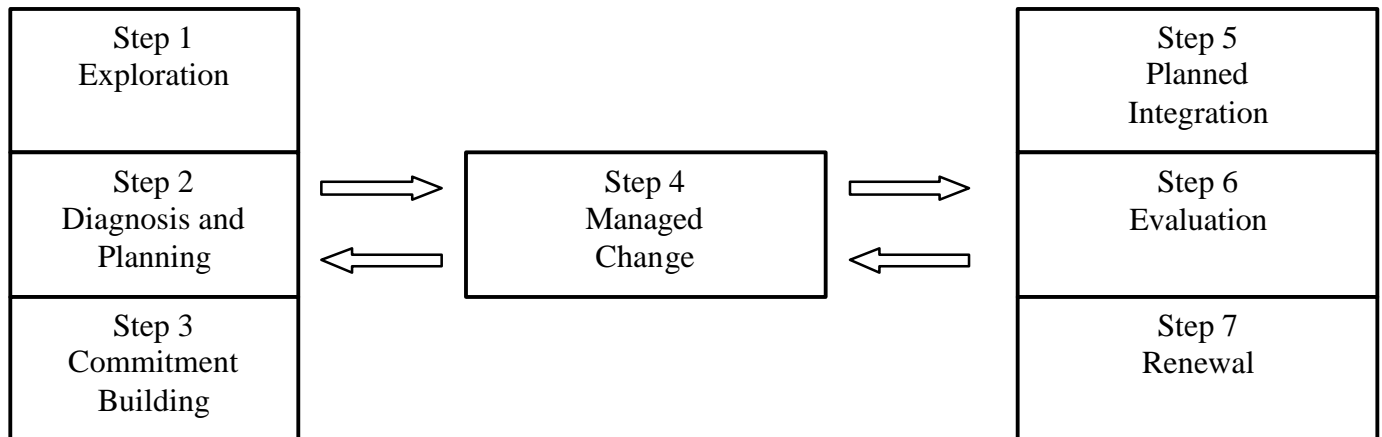 Step 1
Exploration
Step 2
Diagnosis and
Planning
Step 3
Commitment
Building
Step 4
Managed
Change
Step 5
Planned
Integration
Step 6
Evaluation
Step 7
Renewal